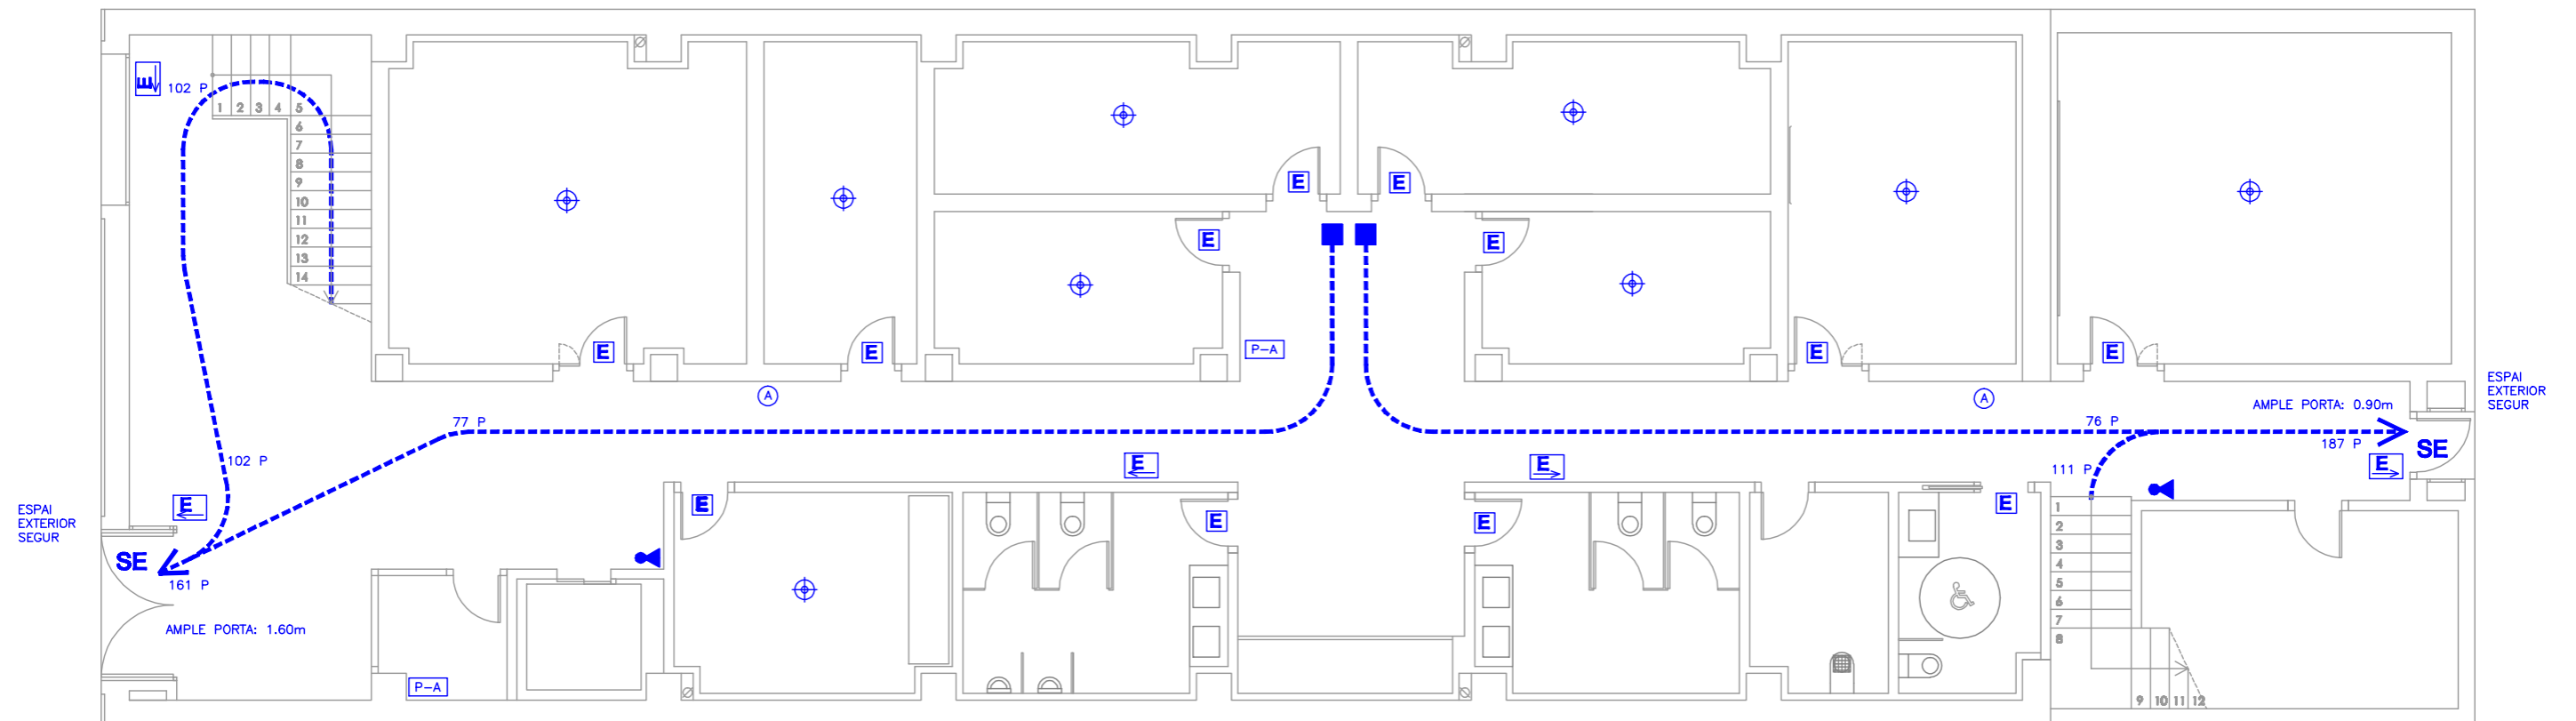 E
102 P
1 2 3 4 5
6
7
8
9
10
11
12
13
14
E
E
E
E
E
E
P-A
E
E
A
A
ESPAI
EXTERIOR
SEGUR
AMPLE PORTA: 0.90m
77 P
76 P
187 P
SE
102 P
111 P
E
E
E
E
E
E
E
E
ESPAI
EXTERIOR
SEGUR
SE
161 P
AMPLE PORTA: 1.60m
P-A
1
2
3
4
5
6
7
8
9 10 11 12